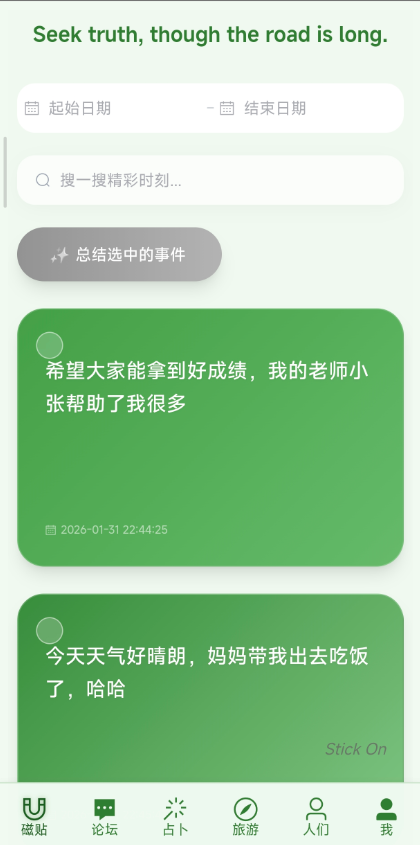 Seek truth, though the road is long.
起始日期 – 结束日期
搜一搜精彩时刻...
✨ 总结选中的事件
希望大家能拿到好成绩，我的老师小
张帮助了我很多
2026-01-31 22:44:25
今天天气好晴朗，妈妈带我出去吃饭
了，哈哈
Stick On
磁贴 论坛 占卜 旅游 人们 我